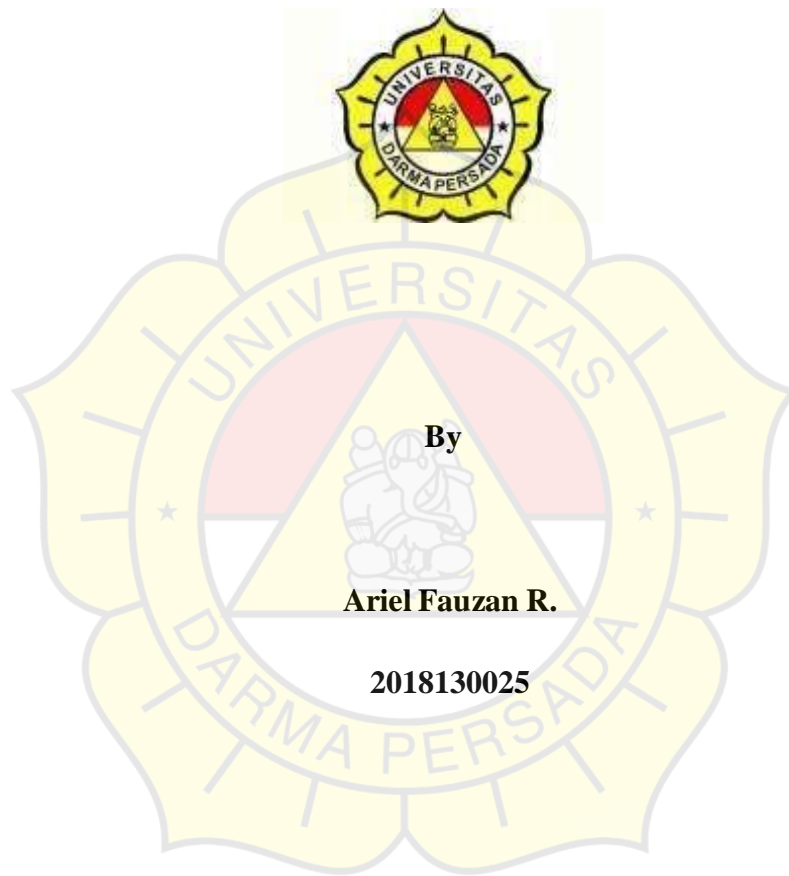 UNIVERSITAS
DARMA PERSADA
UNIVERSITAS
By
Ariel Fauzan R.
2018130025
DARMA PERSADA